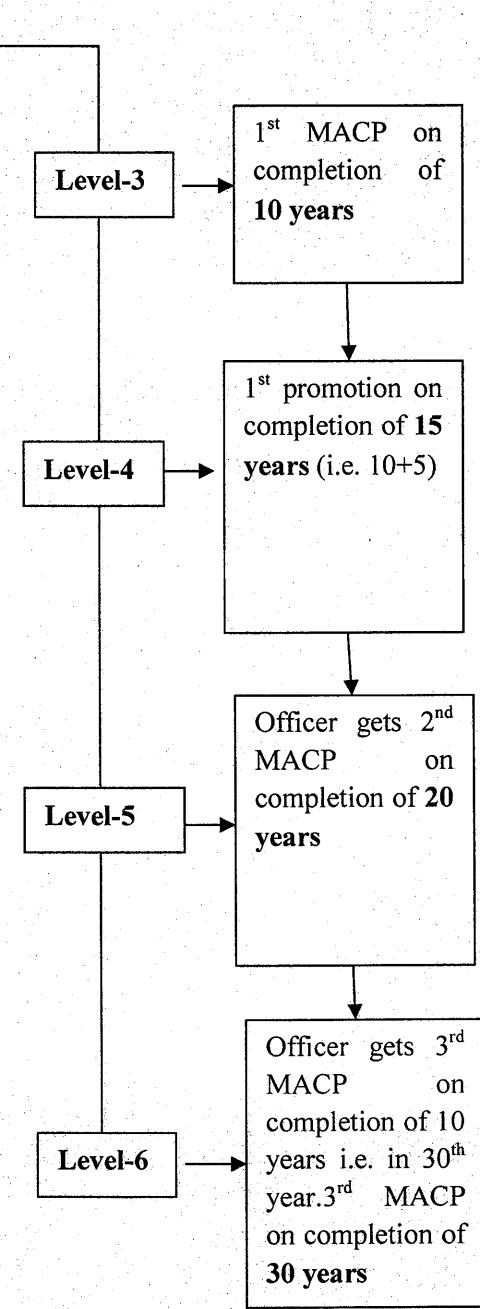 Level-3
1st MACP on
completion of
10 years
Level-4
1st promotion on
completion of 15
years (i.e. 10+5)
Level-5
Officer gets 2nd
MACP on
completion of 20
years
Level-6
Officer gets 3rd
MACP on
completion of 10
years i.e. in 30th
year.3rd MACP
on completion of
30 years